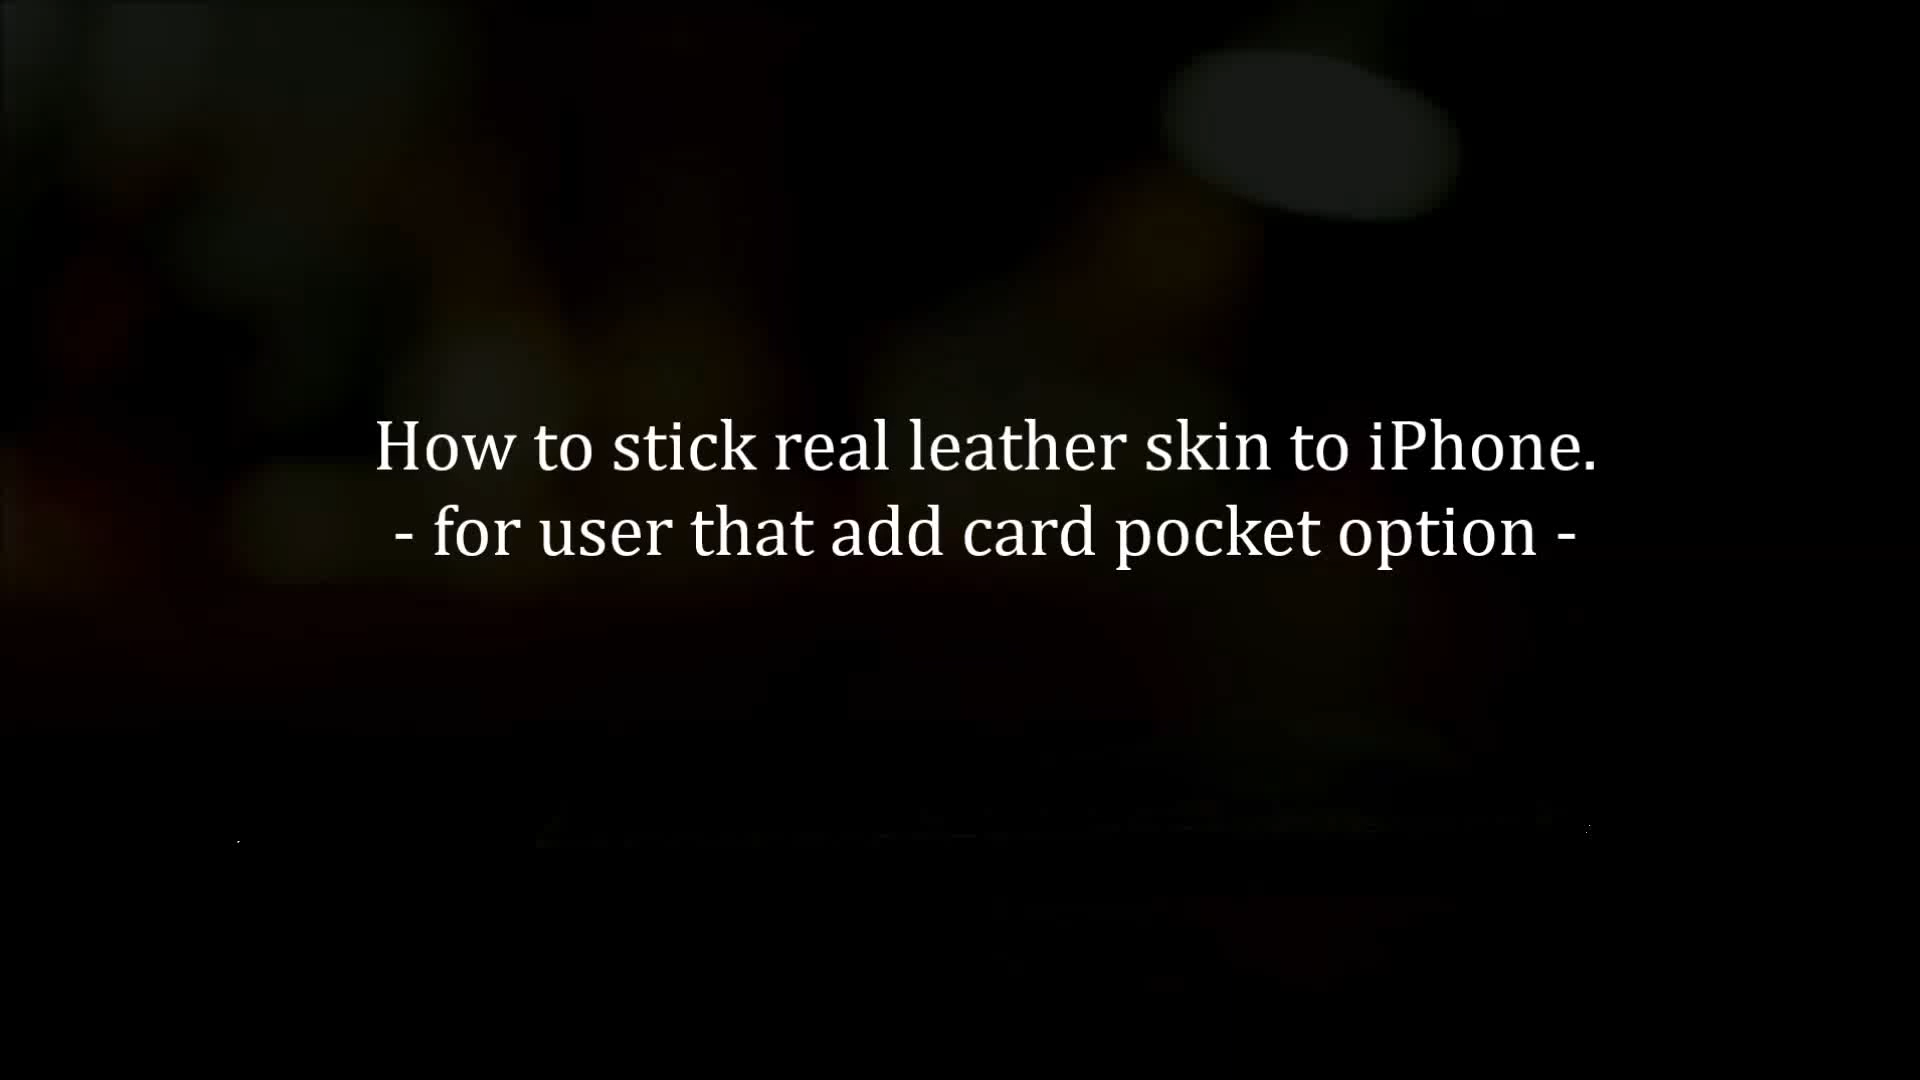 How to stick real leather skin to iPhone.
- for user that add card pocket option -